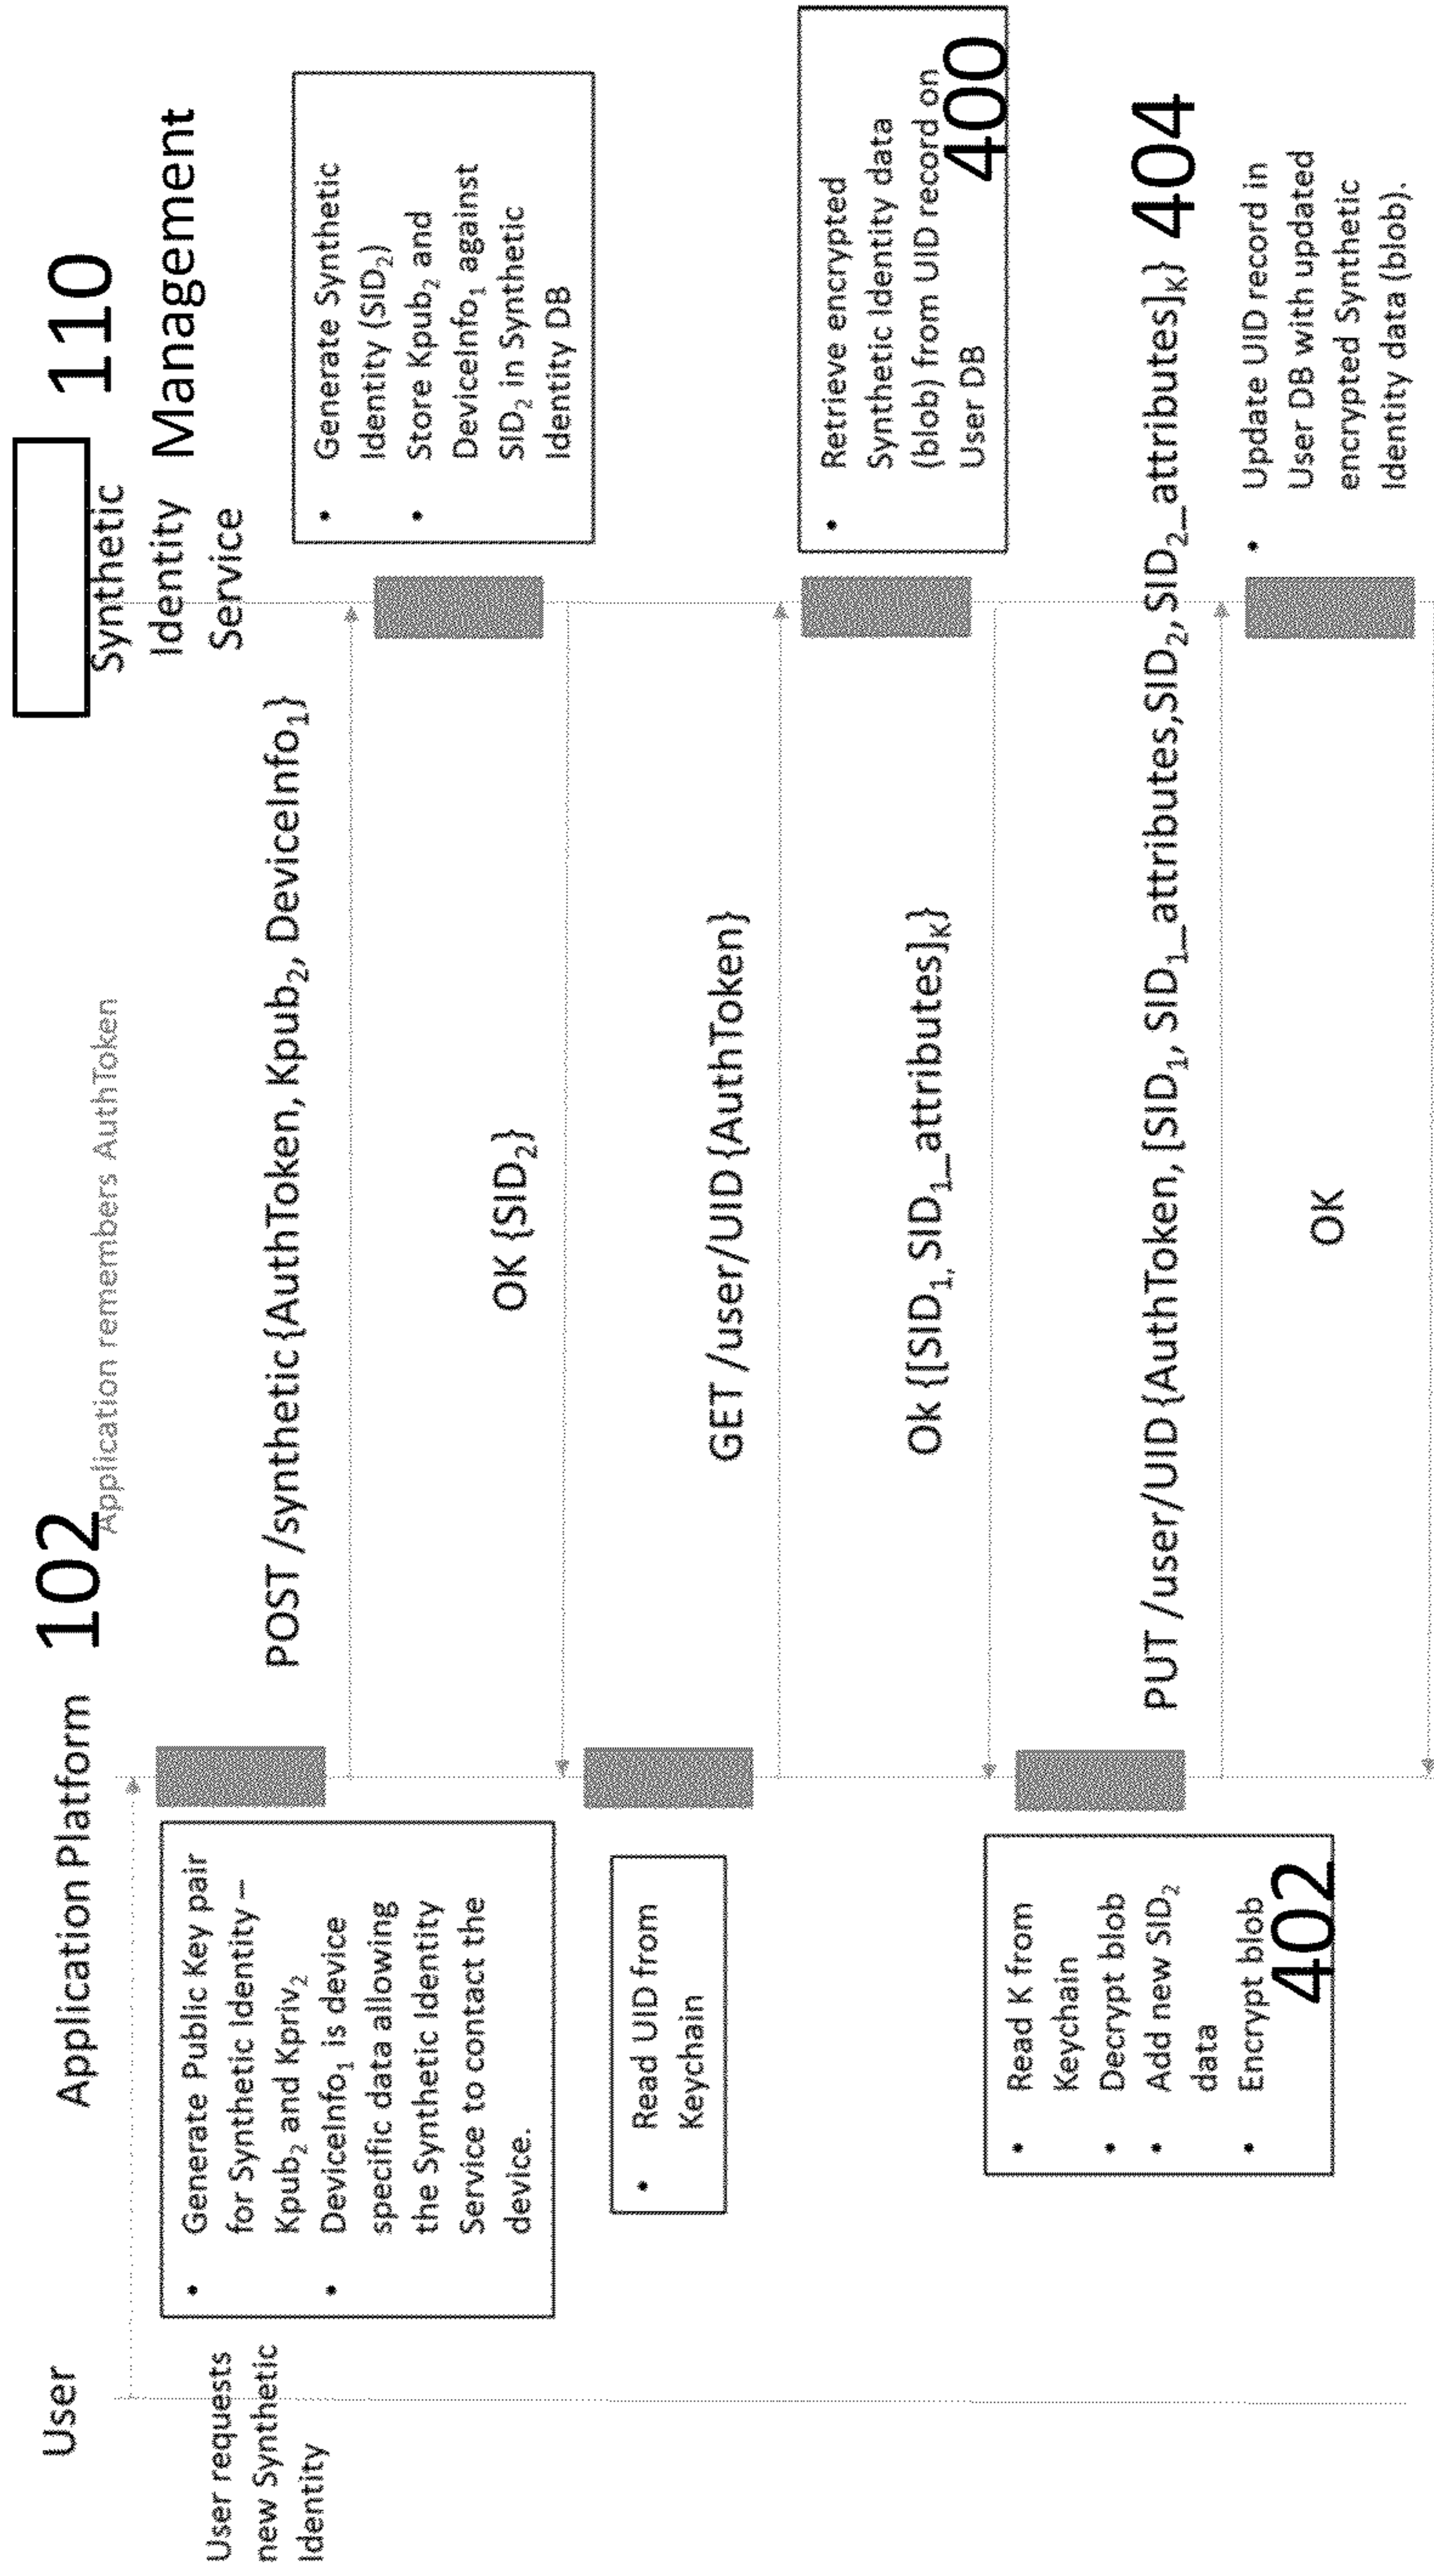 User
Application Platform 102
110
Synthetic
Identity Management
Service
Application remembers AuthToken
User requests
new Synthetic
Identity
• Generate Public Key pair
for Synthetic Identity –
Kpub₂ and Kpriv₂
• DeviceInfo₁ is device
specific data allowing
the Synthetic Identity
Service to contact the
device.
POST /synthetic {AuthToken, Kpub₂, DeviceInfo₁}
• Generate Synthetic
Identity (SID₂)
• Store Kpub₂ and
DeviceInfo₁ against
SID₂ in Synthetic
Identity DB
OK {SID₂}
• Read UID from
Keychain
GET /user/UID {AuthToken}
• Retrieve encrypted
Synthetic Identity data
(blob) from UID record on
User DB
400
Ok {[SID₁, SID₁_attributes]ₖ}
• Read K from
Keychain
• Decrypt blob
• Add new SID₂
data
• Encrypt blob
402
PUT /user/UID {AuthToken, [SID₁, SID₁_attributes,SID₂, SID₂_attributes]ₖ} 404
• Update UID record in
User DB with updated
encrypted Synthetic
Identity data (blob).
OK